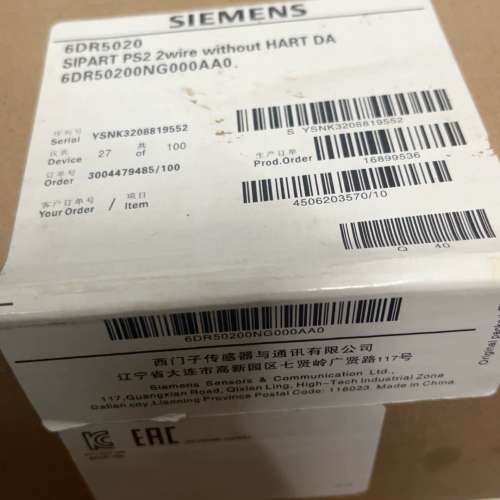 SIEMENS
6DR5020
SIPART PS2 2wire without HART DA
6DR50200NG000AA0.
序列号
Serial YSNK3208819552
S YSNK3208819552
仪表 共
Device 27 of 100
生产订单
Prod.Order 16899536
订单号
Order 3004479485/100
4506203570/10
客户订单号 项目
Your Order / Item
Q 40
6DR50200NG000AA0
西门子传感器与通讯有限公司
辽宁省大连市高新园区七贤岭广贤路117号
Siemens Sensors & Communication Ltd.,
117,Guangxian Road, Qixian Ling, High-Tech Industrial Zone
Dalian city,Liaoning Province Postal Code: 116023, Made in China.
Original
EAC